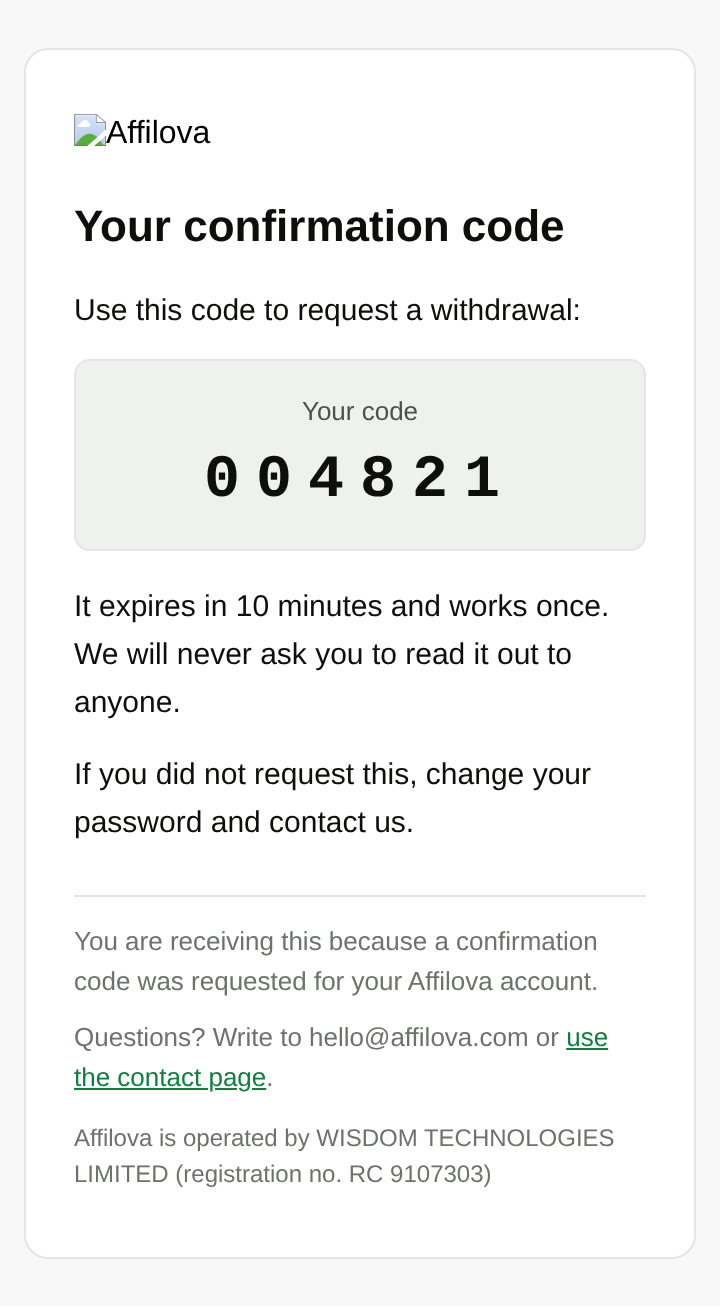 Affilova
Your confirmation code
Use this code to request a withdrawal:
Your code
004821
It expires in 10 minutes and works once.
We will never ask you to read it out to
anyone.
If you did not request this, change your
password and contact us.
You are receiving this because a confirmation
code was requested for your Affilova account.
Questions? Write to hello@affilova.com or use
the contact page.
Affilova is operated by WISDOM TECHNOLOGIES
LIMITED (registration no. RC 9107303)